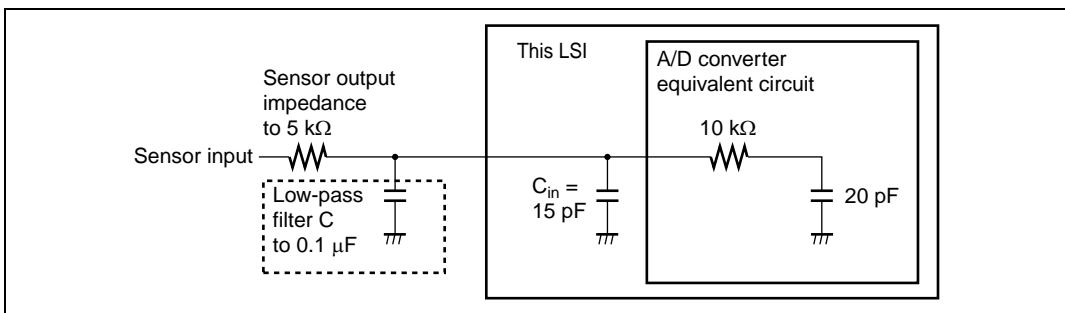 This LSI
A/D converter
equivalent circuit
Sensor output
impedance
to 5 kΩ
10 kΩ
Sensor input
Low-pass
filter C
to 0.1 μF
Cin =
15 pF
20 pF